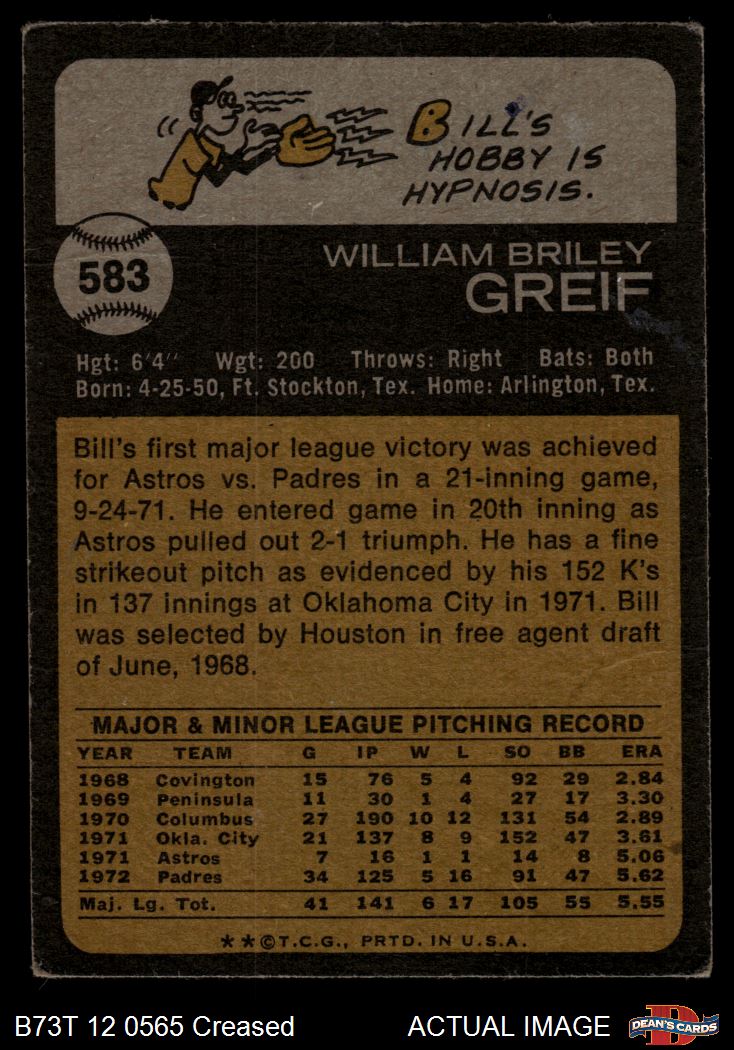 BILL'S
HOBBY IS
HYPNOSIS.
583
WILLIAM BRILEY
GREIF
Hgt: 6'4" Wgt: 200 Throws: Right Bats: Both
Born: 4-25-50, Ft. Stockton, Tex. Home: Arlington, Tex.
Bill's first major league victory was achieved
for Astros vs. Padres in a 21-inning game,
9-24-71. He entered game in 20th inning as
Astros pulled out 2-1 triumph. He has a fine
strikeout pitch as evidenced by his 152 K's
in 137 innings at Oklahoma City in 1971. Bill
was selected by Houston in free agent draft
of June, 1968.
MAJOR & MINOR LEAGUE PITCHING RECORD
YEAR TEAM G IP W L SO BB ERA
1968 Covington 15 76 5 4 92 29 2.84
1969 Peninsula 11 30 1 4 27 17 3.30
1970 Columbus 27 190 10 12 131 54 2.89
1971 Okla. City 21 137 8 9 152 47 3.61
1971 Astros 7 16 1 1 14 8 5.06
1972 Padres 34 125 5 16 91 47 5.62
Maj. Lg. Tot. 41 141 6 17 105 55 5.55
★★©T.C.G., PRTD. IN U.S.A.
B73T 12 0565 Creased ACTUAL IMAGE
D
DEAN'S CARDS